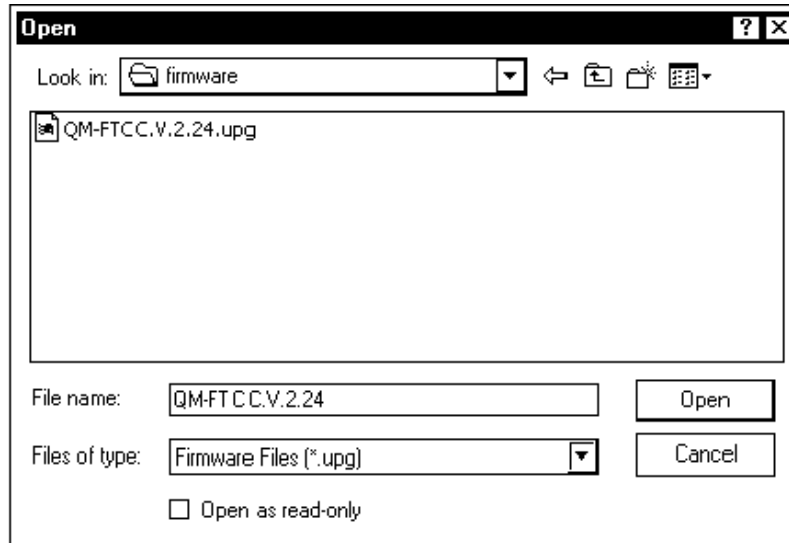 Open
Look in: firmware
QM-FTCC.V.2.24.upg
File name: QM-FTCC.V.2.24 Open
Files of type: Firmware Files (*.upg) Cancel
Open as read-only